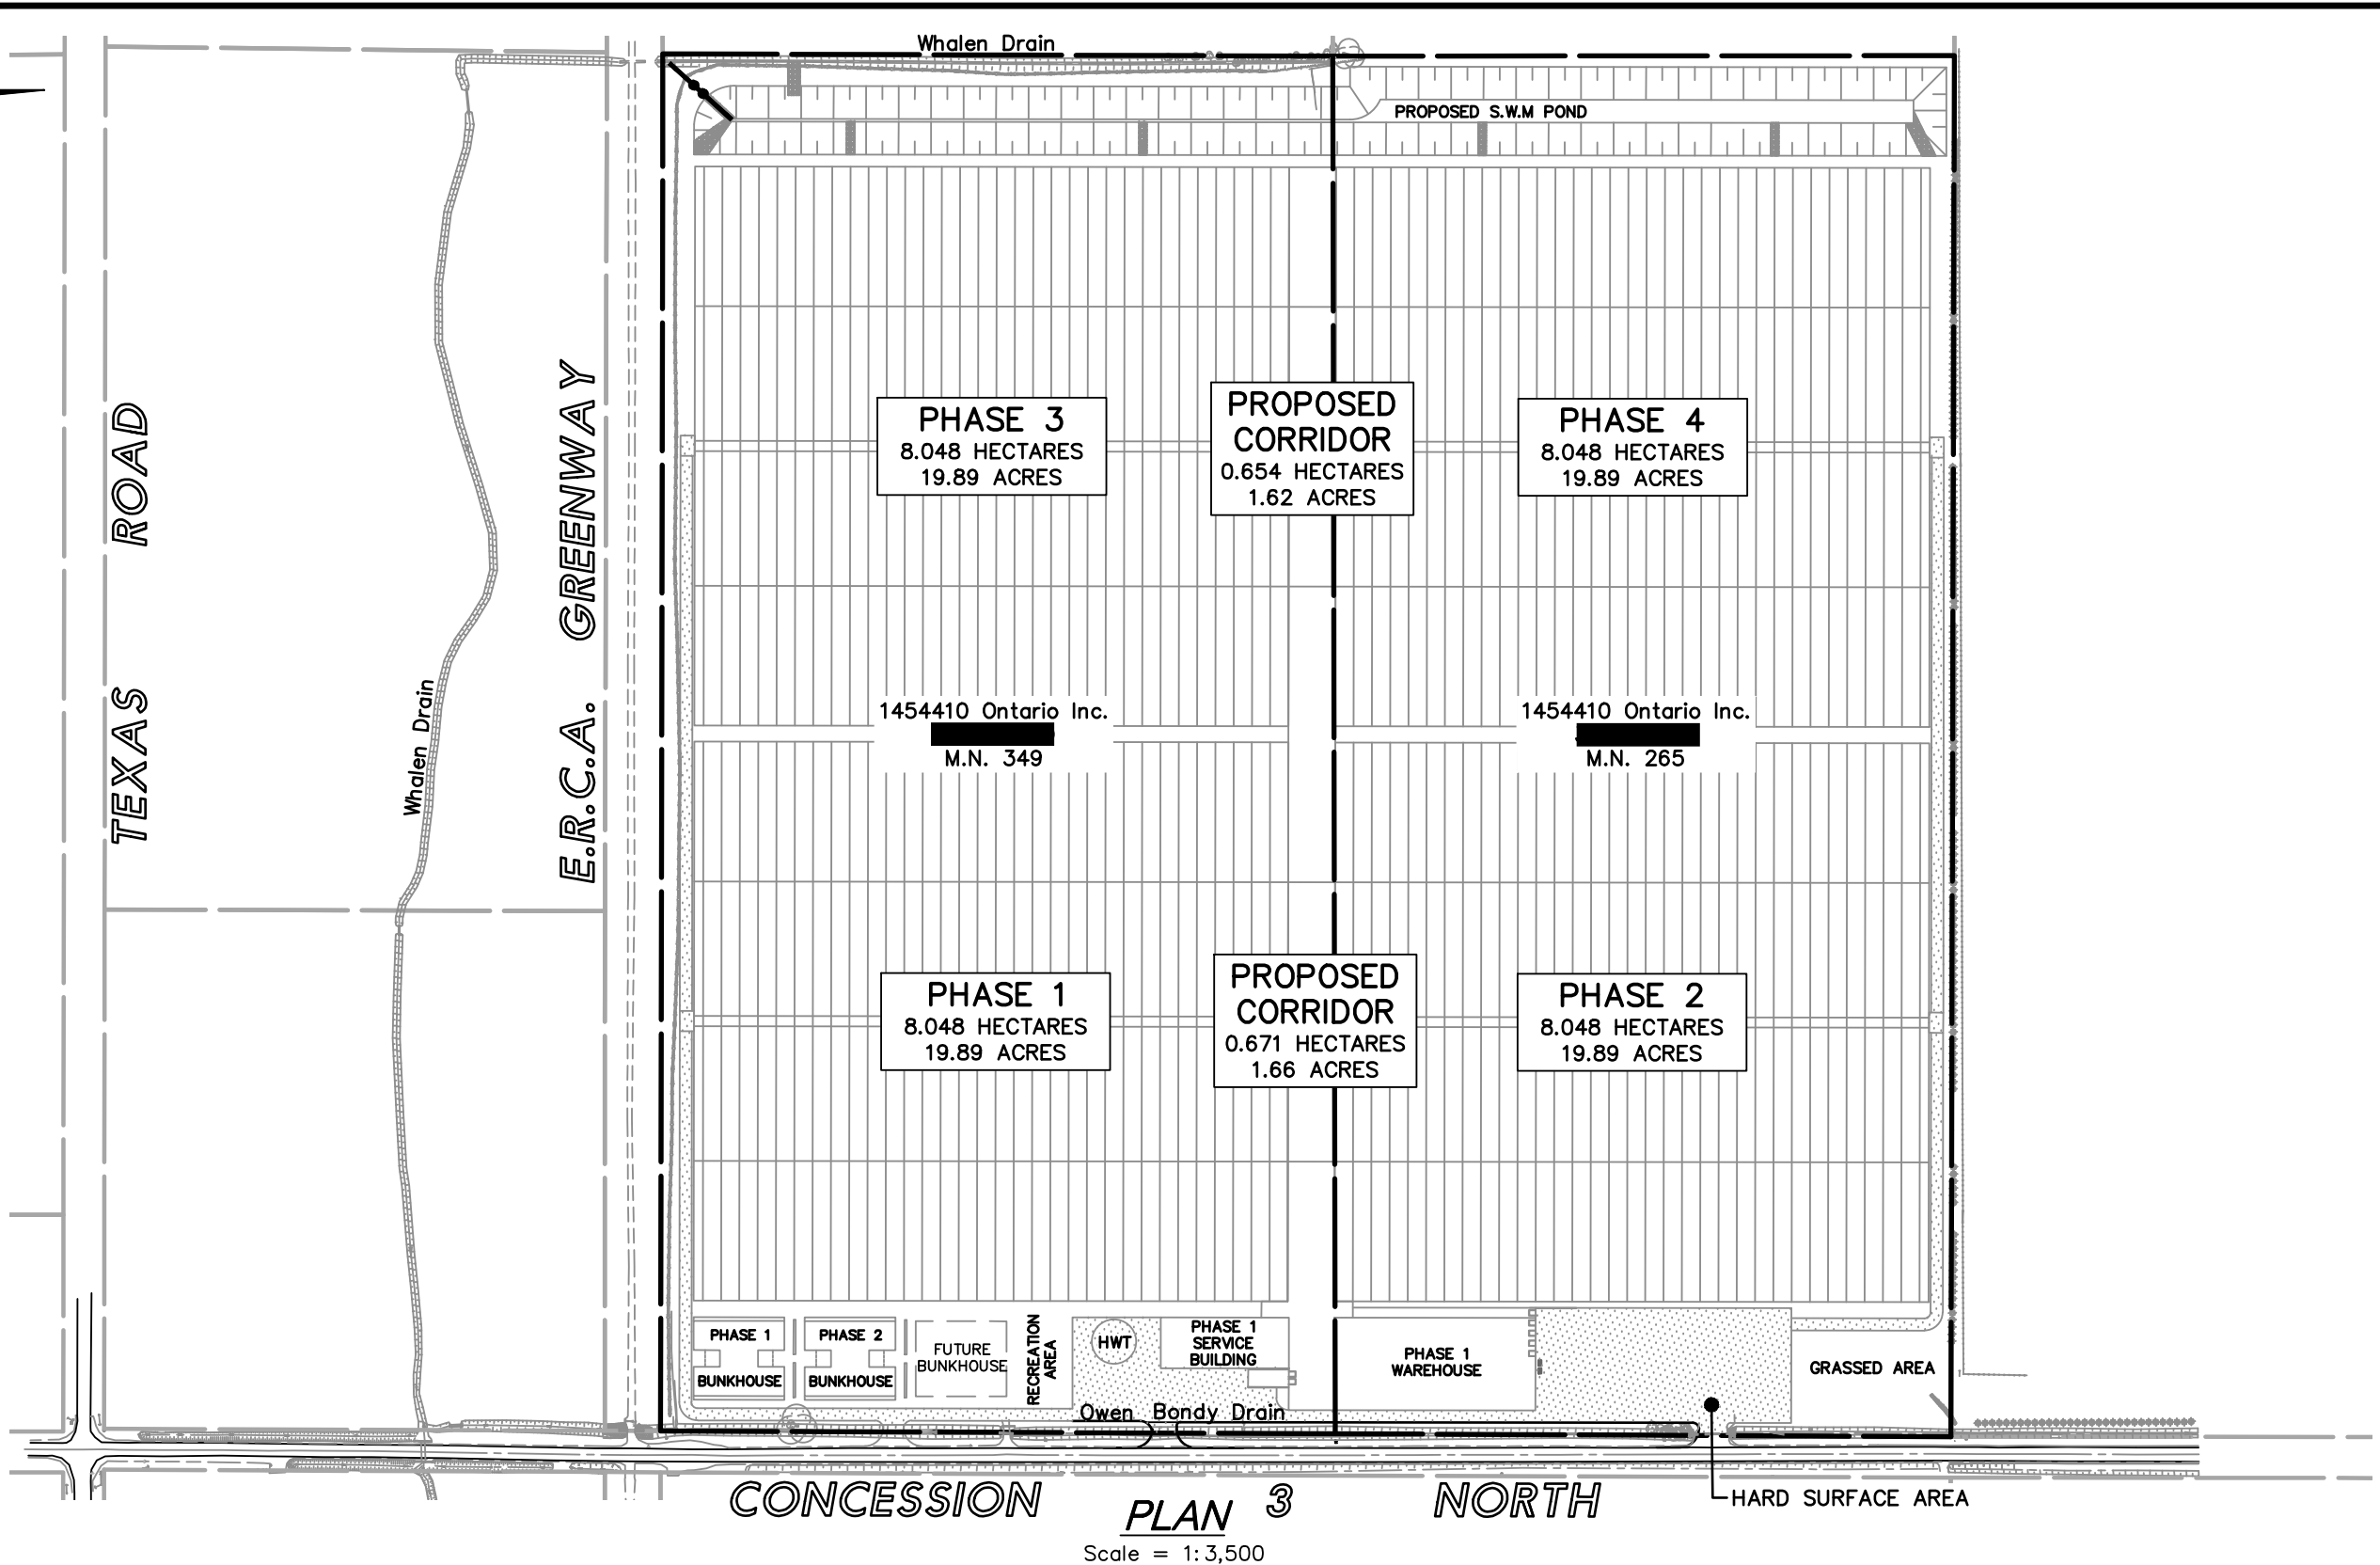 Whalen Drain
PROPOSED S.W.M POND
TEXAS ROAD
E.R.C.A. GREENWAY
Whalen Drain
PHASE 3
8.048 HECTARES
19.89 ACRES
PROPOSED
CORRIDOR
0.654 HECTARES
1.62 ACRES
PHASE 4
8.048 HECTARES
19.89 ACRES
1454410 Ontario Inc.
M.N. 349
1454410 Ontario Inc.
M.N. 265
PHASE 1
8.048 HECTARES
19.89 ACRES
PROPOSED
CORRIDOR
0.671 HECTARES
1.66 ACRES
PHASE 2
8.048 HECTARES
19.89 ACRES
PHASE 1
BUNKHOUSE
PHASE 2
BUNKHOUSE
FUTURE
BUNKHOUSE
RECREATION
AREA
HWT
PHASE 1
SERVICE
BUILDING
PHASE 1
WAREHOUSE
GRASSED AREA
Owen Bondy Drain
HARD SURFACE AREA
CONCESSION 3 NORTH
PLAN
Scale = 1:3,500